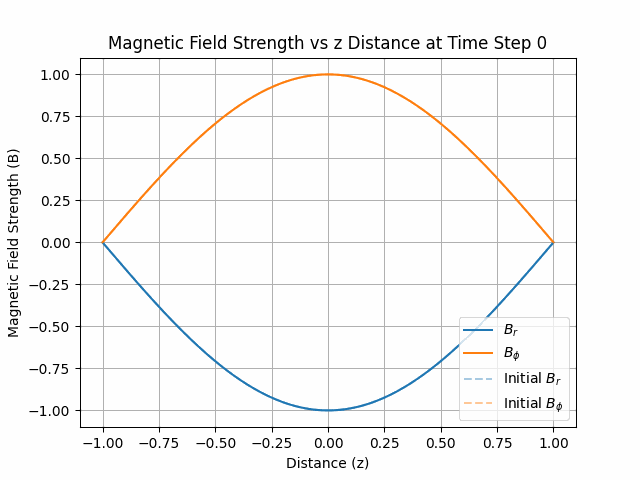 Magnetic Field Strength vs z Distance at Time Step 0
Magnetic Field Strength (B)
1.00
0.75
0.50
0.25
0.00
−0.25
−0.50
−0.75
−1.00
B_r
B_ϕ
Initial B_r
Initial B_ϕ
−1.00 −0.75 −0.50 −0.25 0.00 0.25 0.50 0.75 1.00
Distance (z)